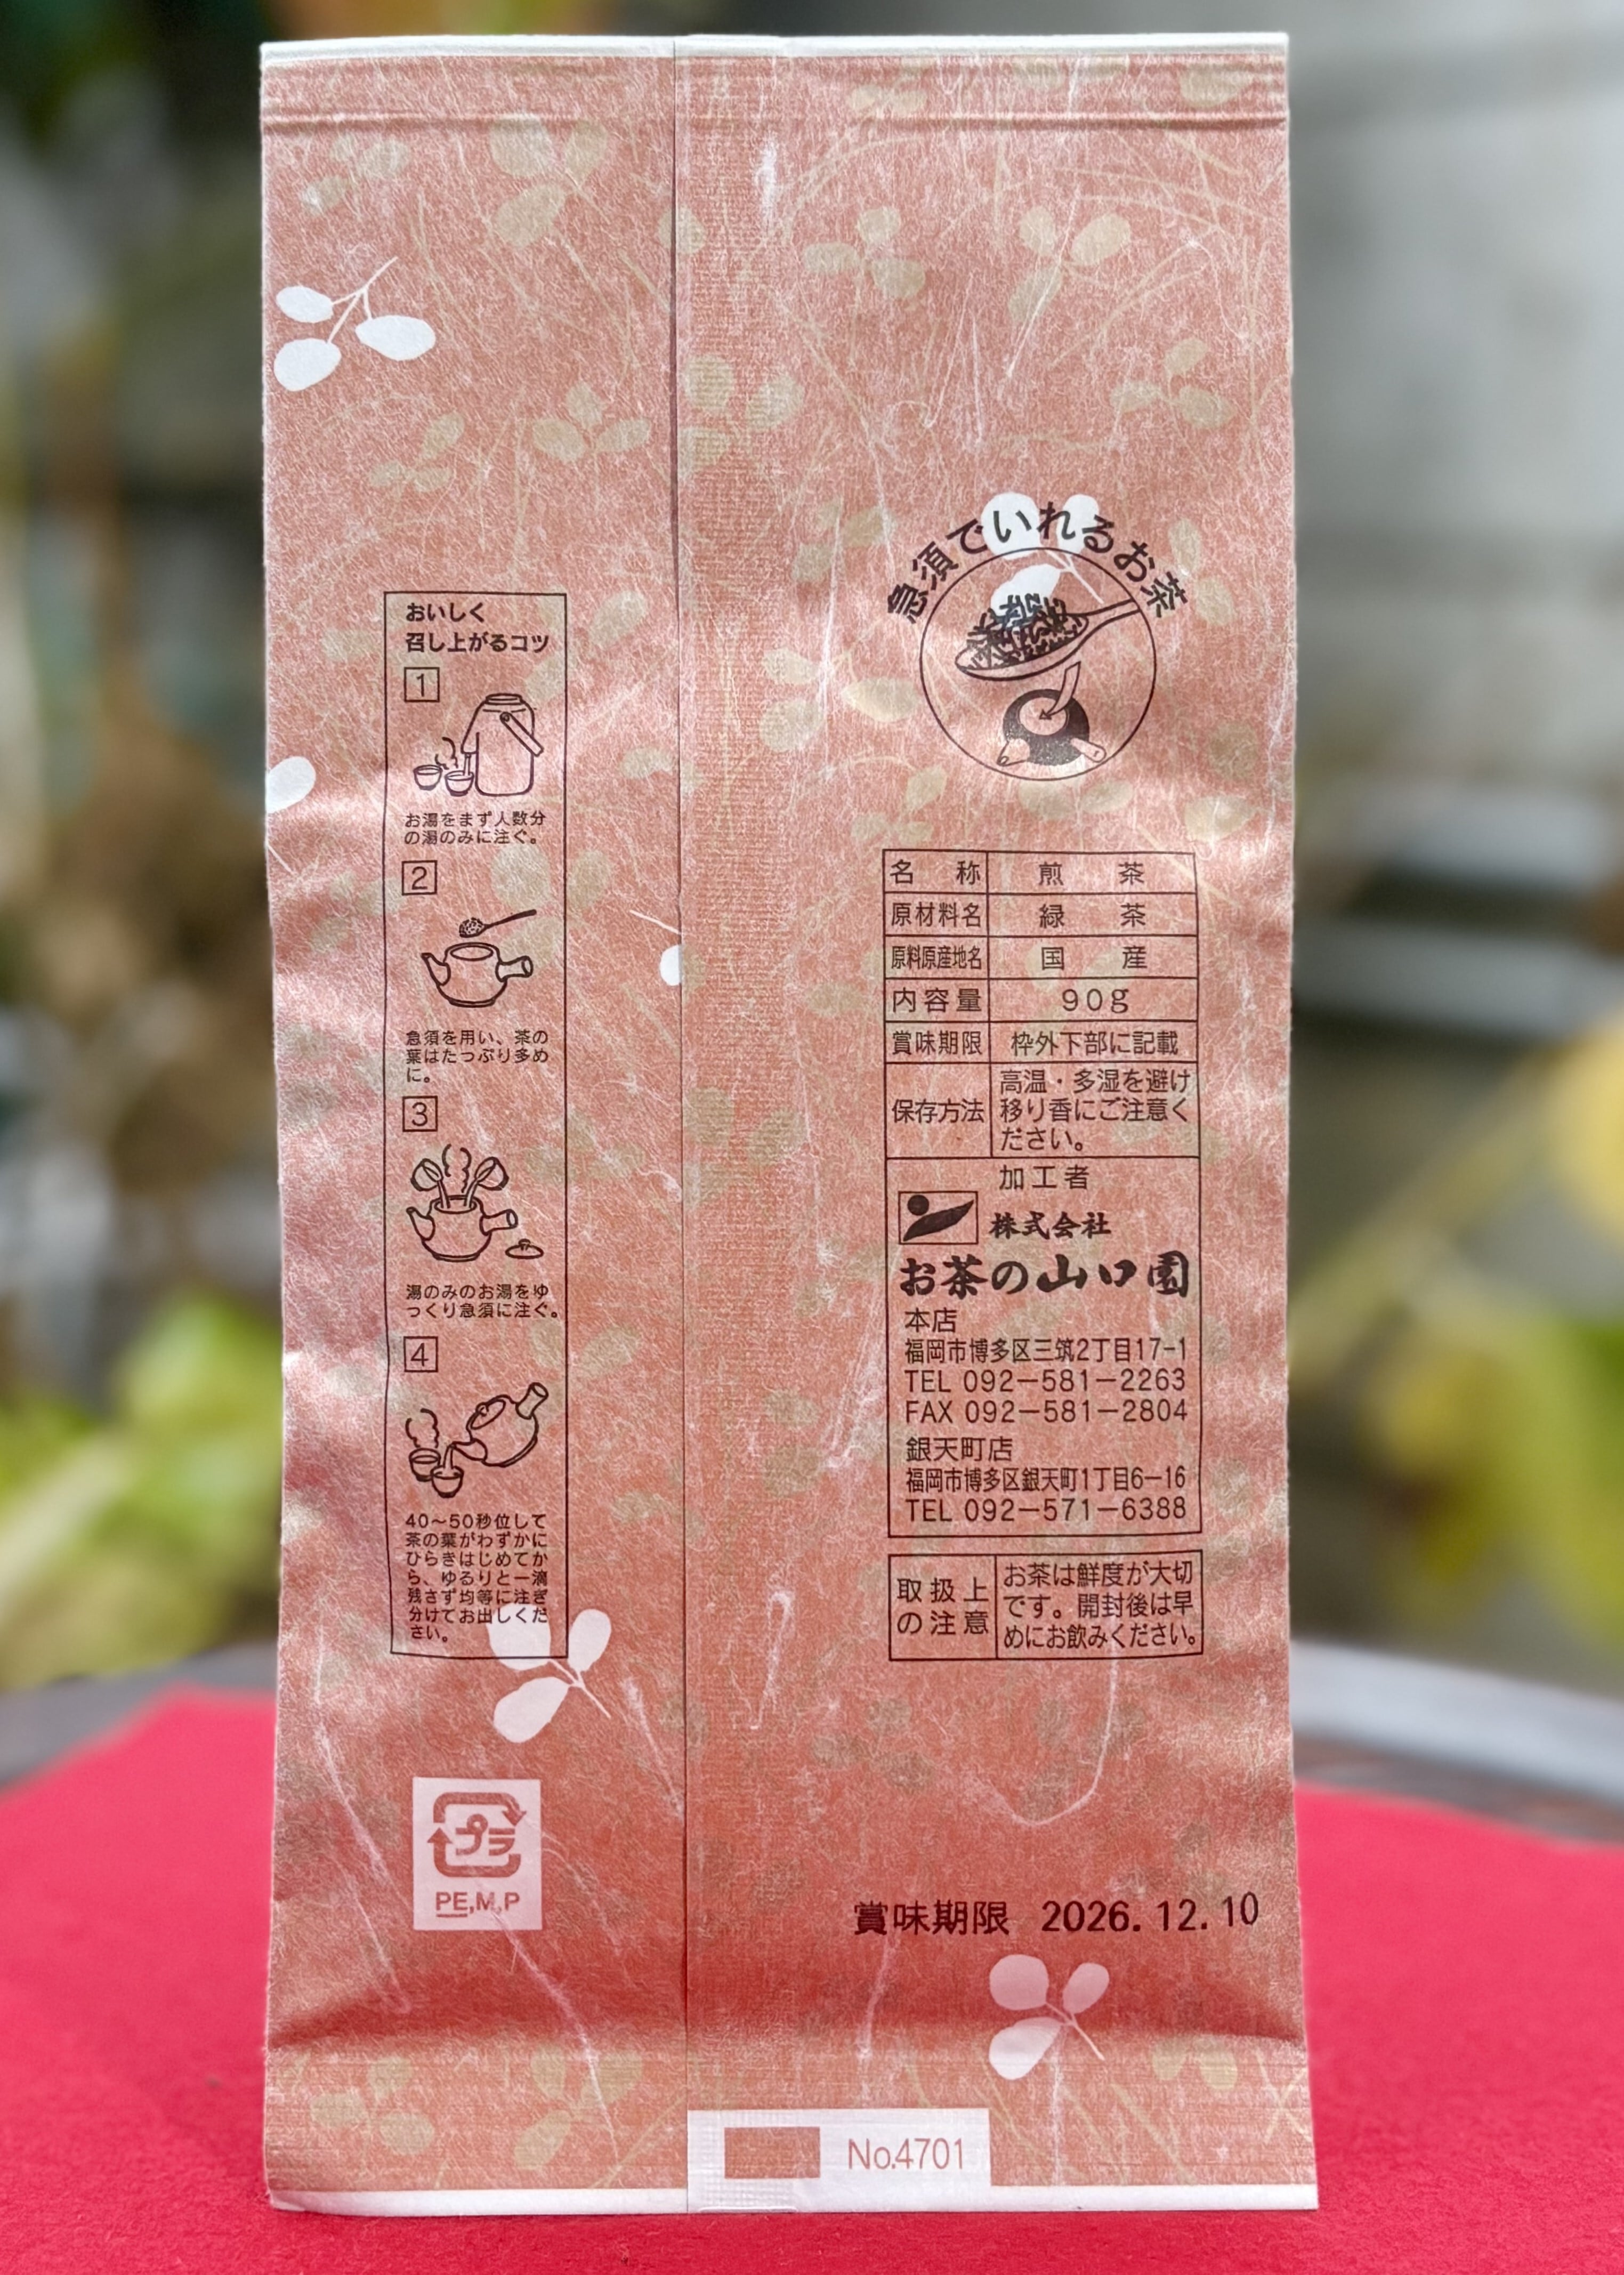 おいしく
召し上がるコツ
1
お湯をまず人数分
の湯のみに注ぐ。
2
急須を用い、茶の
葉はたっぷり多め
に。
3
湯のみのお湯をゆ
っくり急須に注ぐ。
4
40～50秒位して
茶の葉がわずかに
ひらきはじめてか
ら、ゆるりと一滴
残さず均等に注ぎ
分けてお出しくだ
さい。
プラ
PE,M,P
急須でいれるお茶
名称 煎茶
原材料名 緑茶
原料原産地名 国産
内容量 90g
賞味期限 枠外下部に記載
保存方法 高温・多湿を避け
移り香にご注意く
ださい。
加工者
株式会社
お茶の山口園
本店
福岡市博多区三筑2丁目17-1
TEL 092-581-2263
FAX 092-581-2804
銀天町店
福岡市博多区銀天町1丁目6-16
TEL 092-571-6388
取扱上
の注意
お茶は鮮度が大切
です。開封後は早
めにお飲みください。
賞味期限 2026.12.10
No.4701